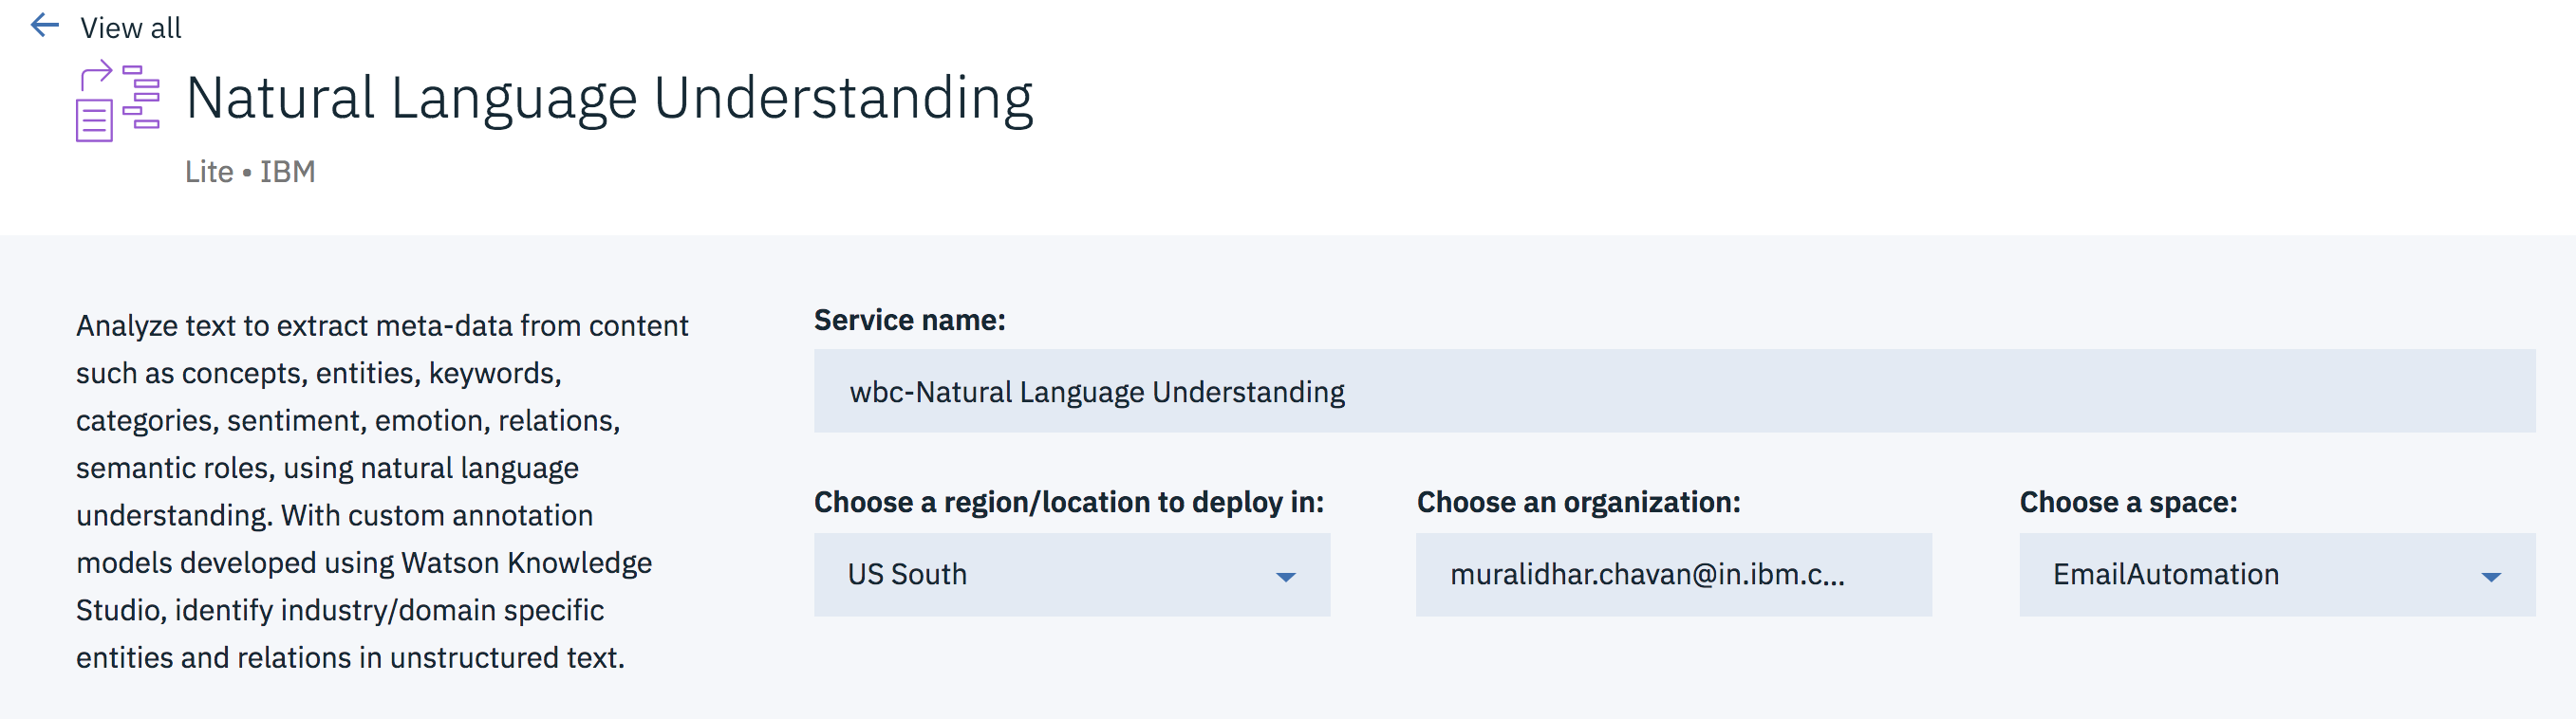 View all
Natural Language Understanding
Lite • IBM
Analyze text to extract meta-data from content
such as concepts, entities, keywords,
categories, sentiment, emotion, relations,
semantic roles, using natural language
understanding. With custom annotation
models developed using Watson Knowledge
Studio, identify industry/domain specific
entities and relations in unstructured text.
Service name:
wbc-Natural Language Understanding
Choose a region/location to deploy in:
US South
Choose an organization:
muralidhar.chavan@in.ibm.c...
Choose a space:
EmailAutomation